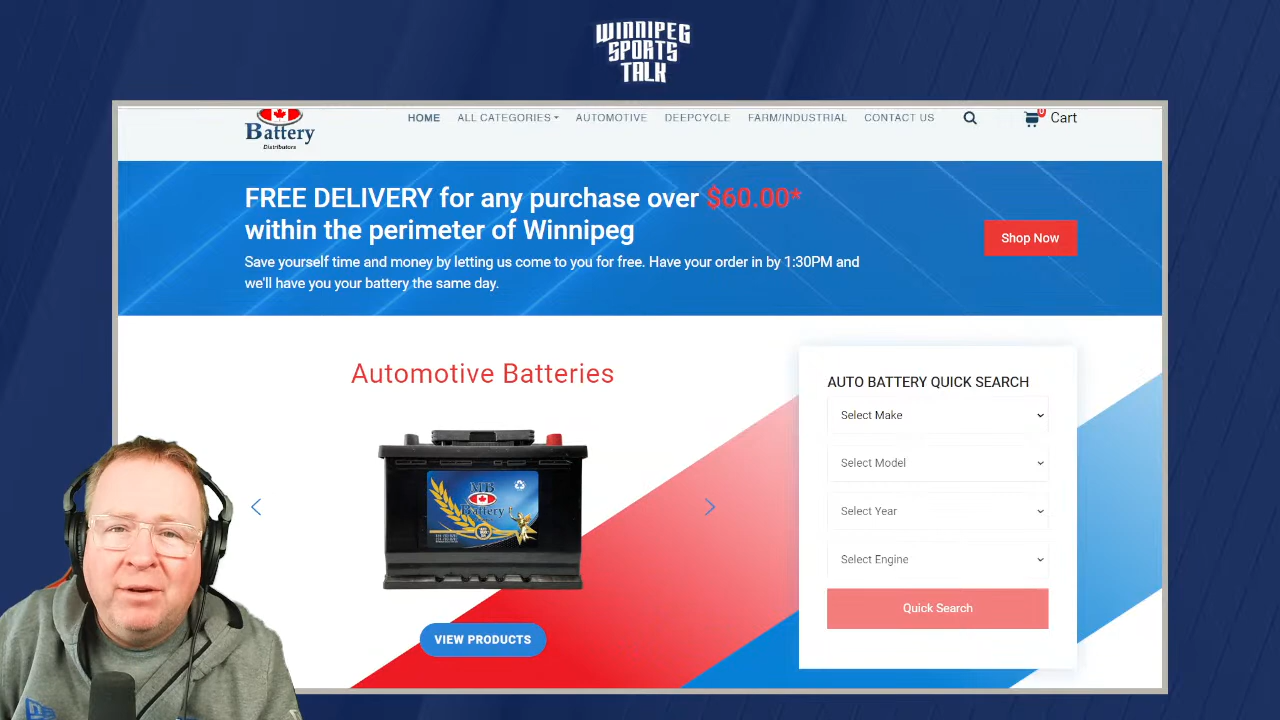 WINNIPEG
SPORTS
TALK
Battery
Distributors
HOME
ALL CATEGORIES
AUTOMOTIVE
DEEPCYCLE
FARM/INDUSTRIAL
CONTACT US
0
Cart
FREE DELIVERY for any purchase over $60.00*
within the perimeter of Winnipeg
Save yourself time and money by letting us come to you for free. Have your order in by 1:30PM and
we'll have you your battery the same day.
Shop Now
Automotive Batteries
MB
Battery
VIEW PRODUCTS
AUTO BATTERY QUICK SEARCH
Select Make
Select Model
Select Year
Select Engine
Quick Search